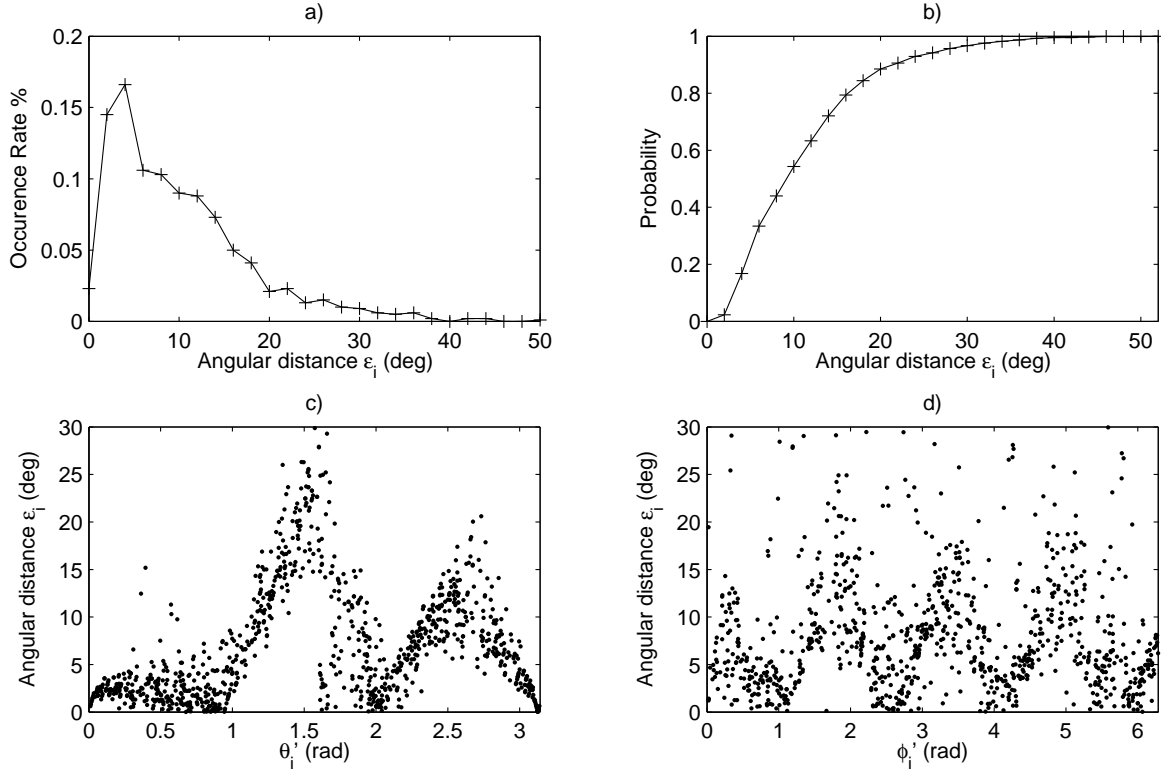 a)
0.2
0.15
0.1
0.05
0
0 10 20 30 40 50
Occurence Rate %
Angular distance ε_i (deg)
b)
1
0.8
0.6
0.4
0.2
0
0 10 20 30 40 50
Probability
Angular distance ε_i (deg)
c)
30
25
20
15
10
5
0
0 0.5 1 1.5 2 2.5 3
Angular distance ε_i (deg)
θ_i' (rad)
d)
30
25
20
15
10
5
0
0 1 2 3 4 5 6
Angular distance ε_i (deg)
ϕ_i' (rad)